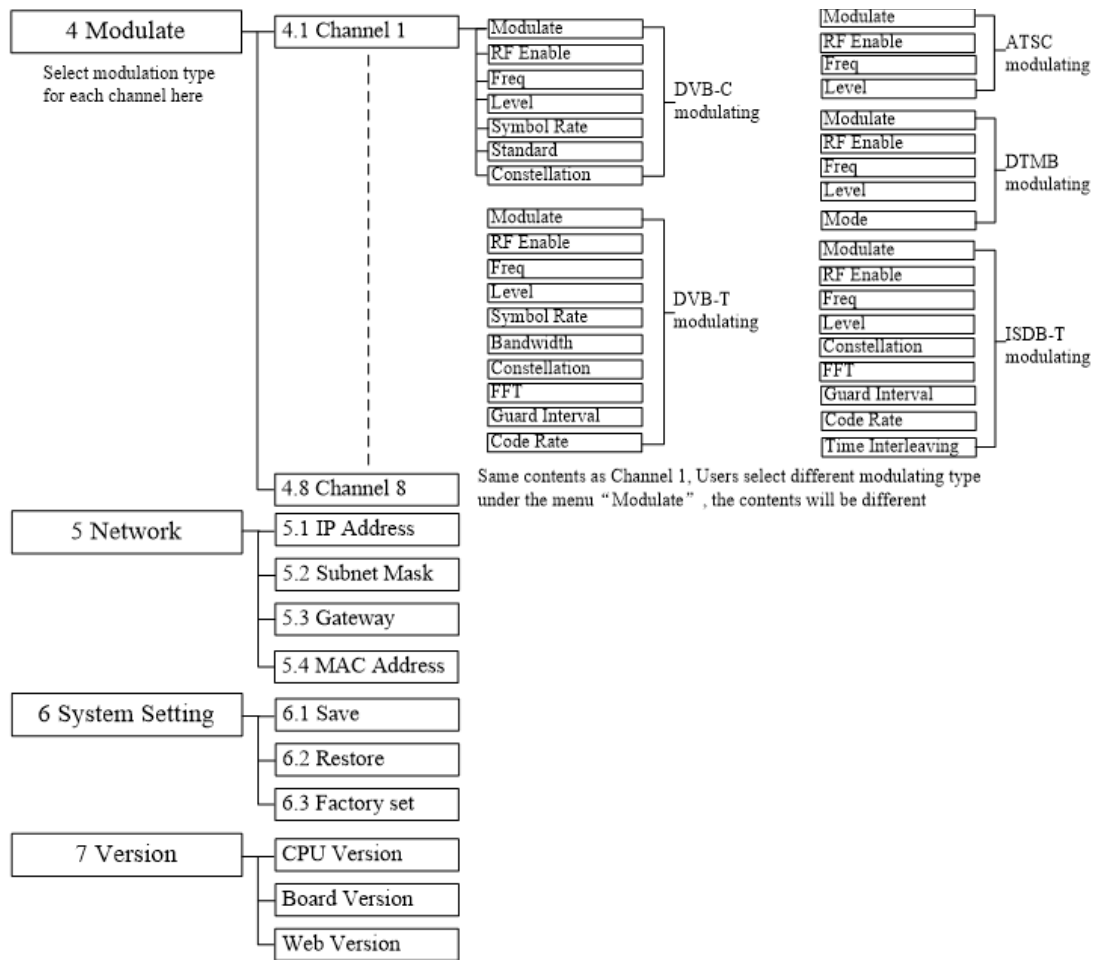 4 Modulate
Select modulation type
for each channel here
4.1 Channel 1
Modulate
RF Enable
Freq
Level
Symbol Rate
Standard
Constellation
DVB-C
modulating
Modulate
RF Enable
Freq
Level
Symbol Rate
Bandwidth
Constellation
FFT
Guard Interval
Code Rate
DVB-T
modulating
Modulate
RF Enable
Freq
Level
ATSC
modulating
Modulate
RF Enable
Freq
Level
Mode
DTMB
modulating
Modulate
RF Enable
Freq
Level
Constellation
FFT
Guard Interval
Code Rate
Time Interleaving
ISDB-T
modulating
4.8 Channel 8
Same contents as Channel 1, Users select different modulating type
under the menu “Modulate” , the contents will be different
5 Network
5.1 IP Address
5.2 Subnet Mask
5.3 Gateway
5.4 MAC Address
6 System Setting
6.1 Save
6.2 Restore
6.3 Factory set
7 Version
CPU Version
Board Version
Web Version